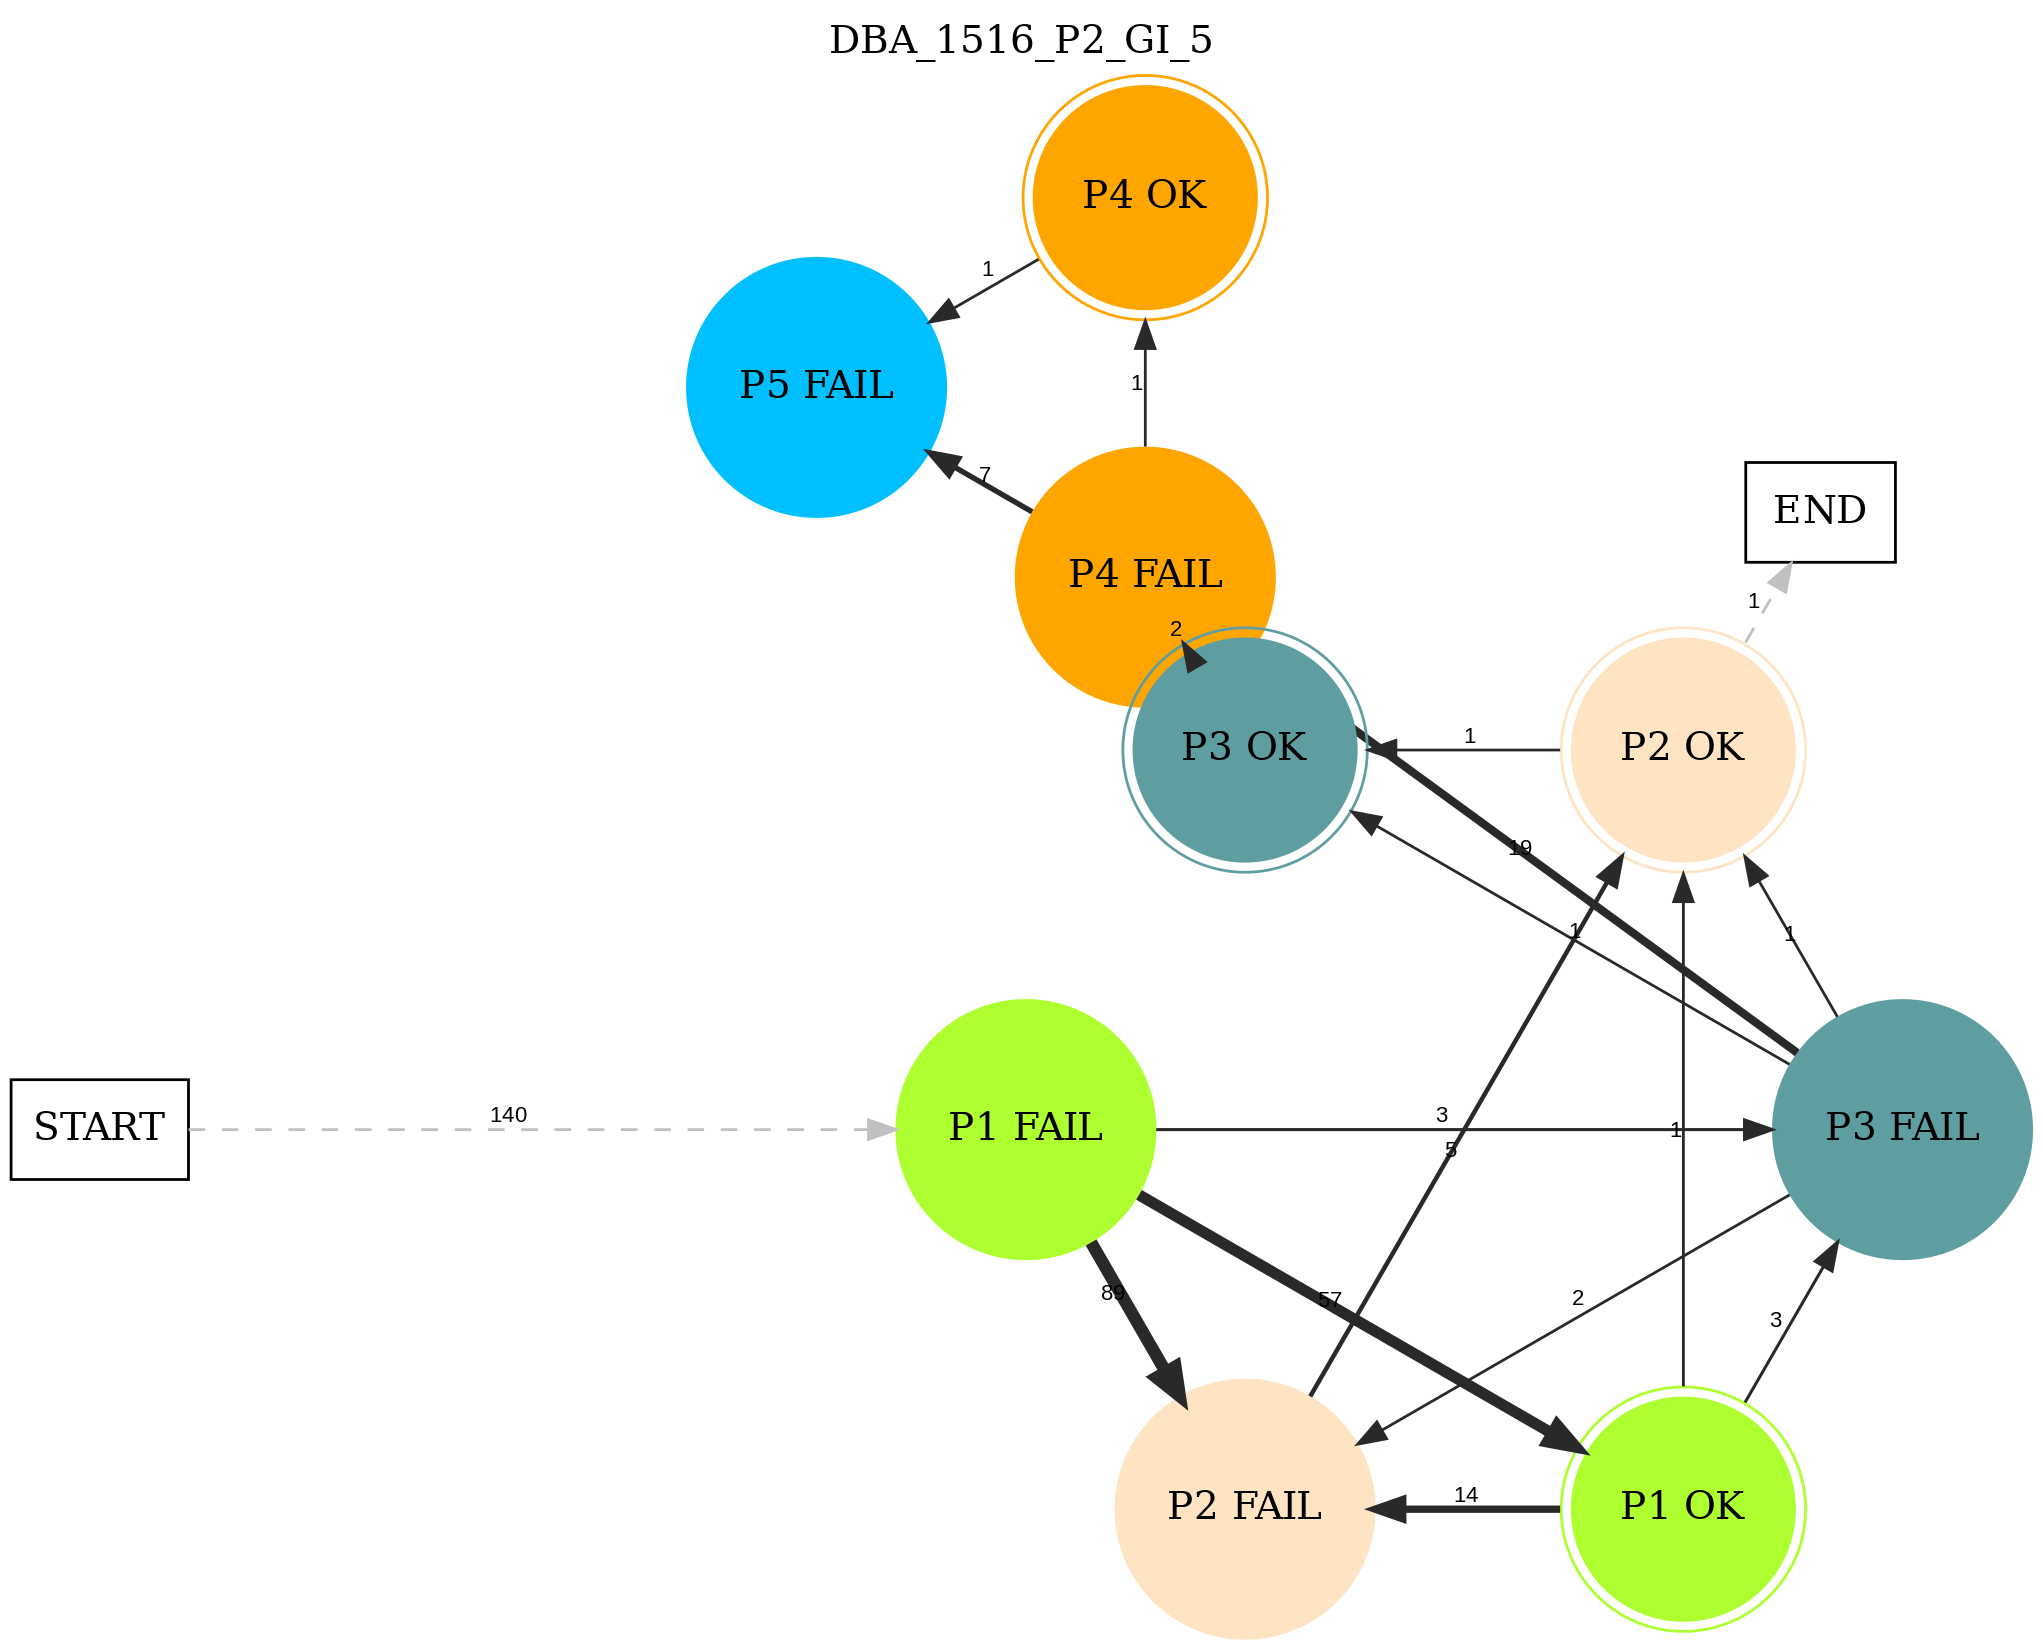 DBA_1516_P2_GI_5
P4 OK
1
P5 FAIL
1
7
END
P4 FAIL
1
2
1
P3 OK
P2 OK
19
1
1
140
3
START
P1 FAIL
1
P3 FAIL
5
89
57
2
3
14
P2 FAIL
P1 OK